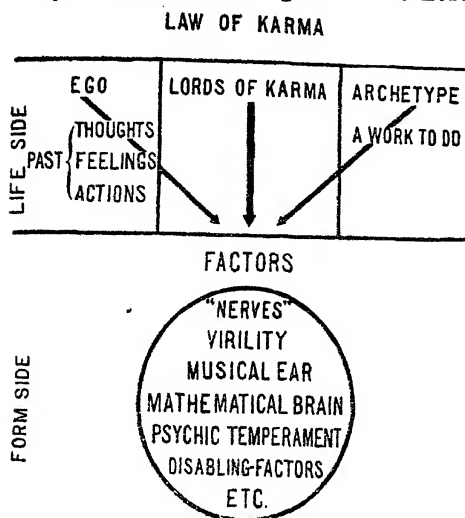 LAW OF KARMA
LIFE SIDE
EGO
PAST { THOUGHTS
FEELINGS
ACTIONS
LORDS OF KARMA
ARCHETYPE
A WORK TO DO
FORM SIDE
FACTORS
"NERVES"
VIRILITY
MUSICAL EAR
MATHEMATICAL BRAIN
PSYCHIC TEMPERAMENT
DISABLING-FACTORS
ETC.